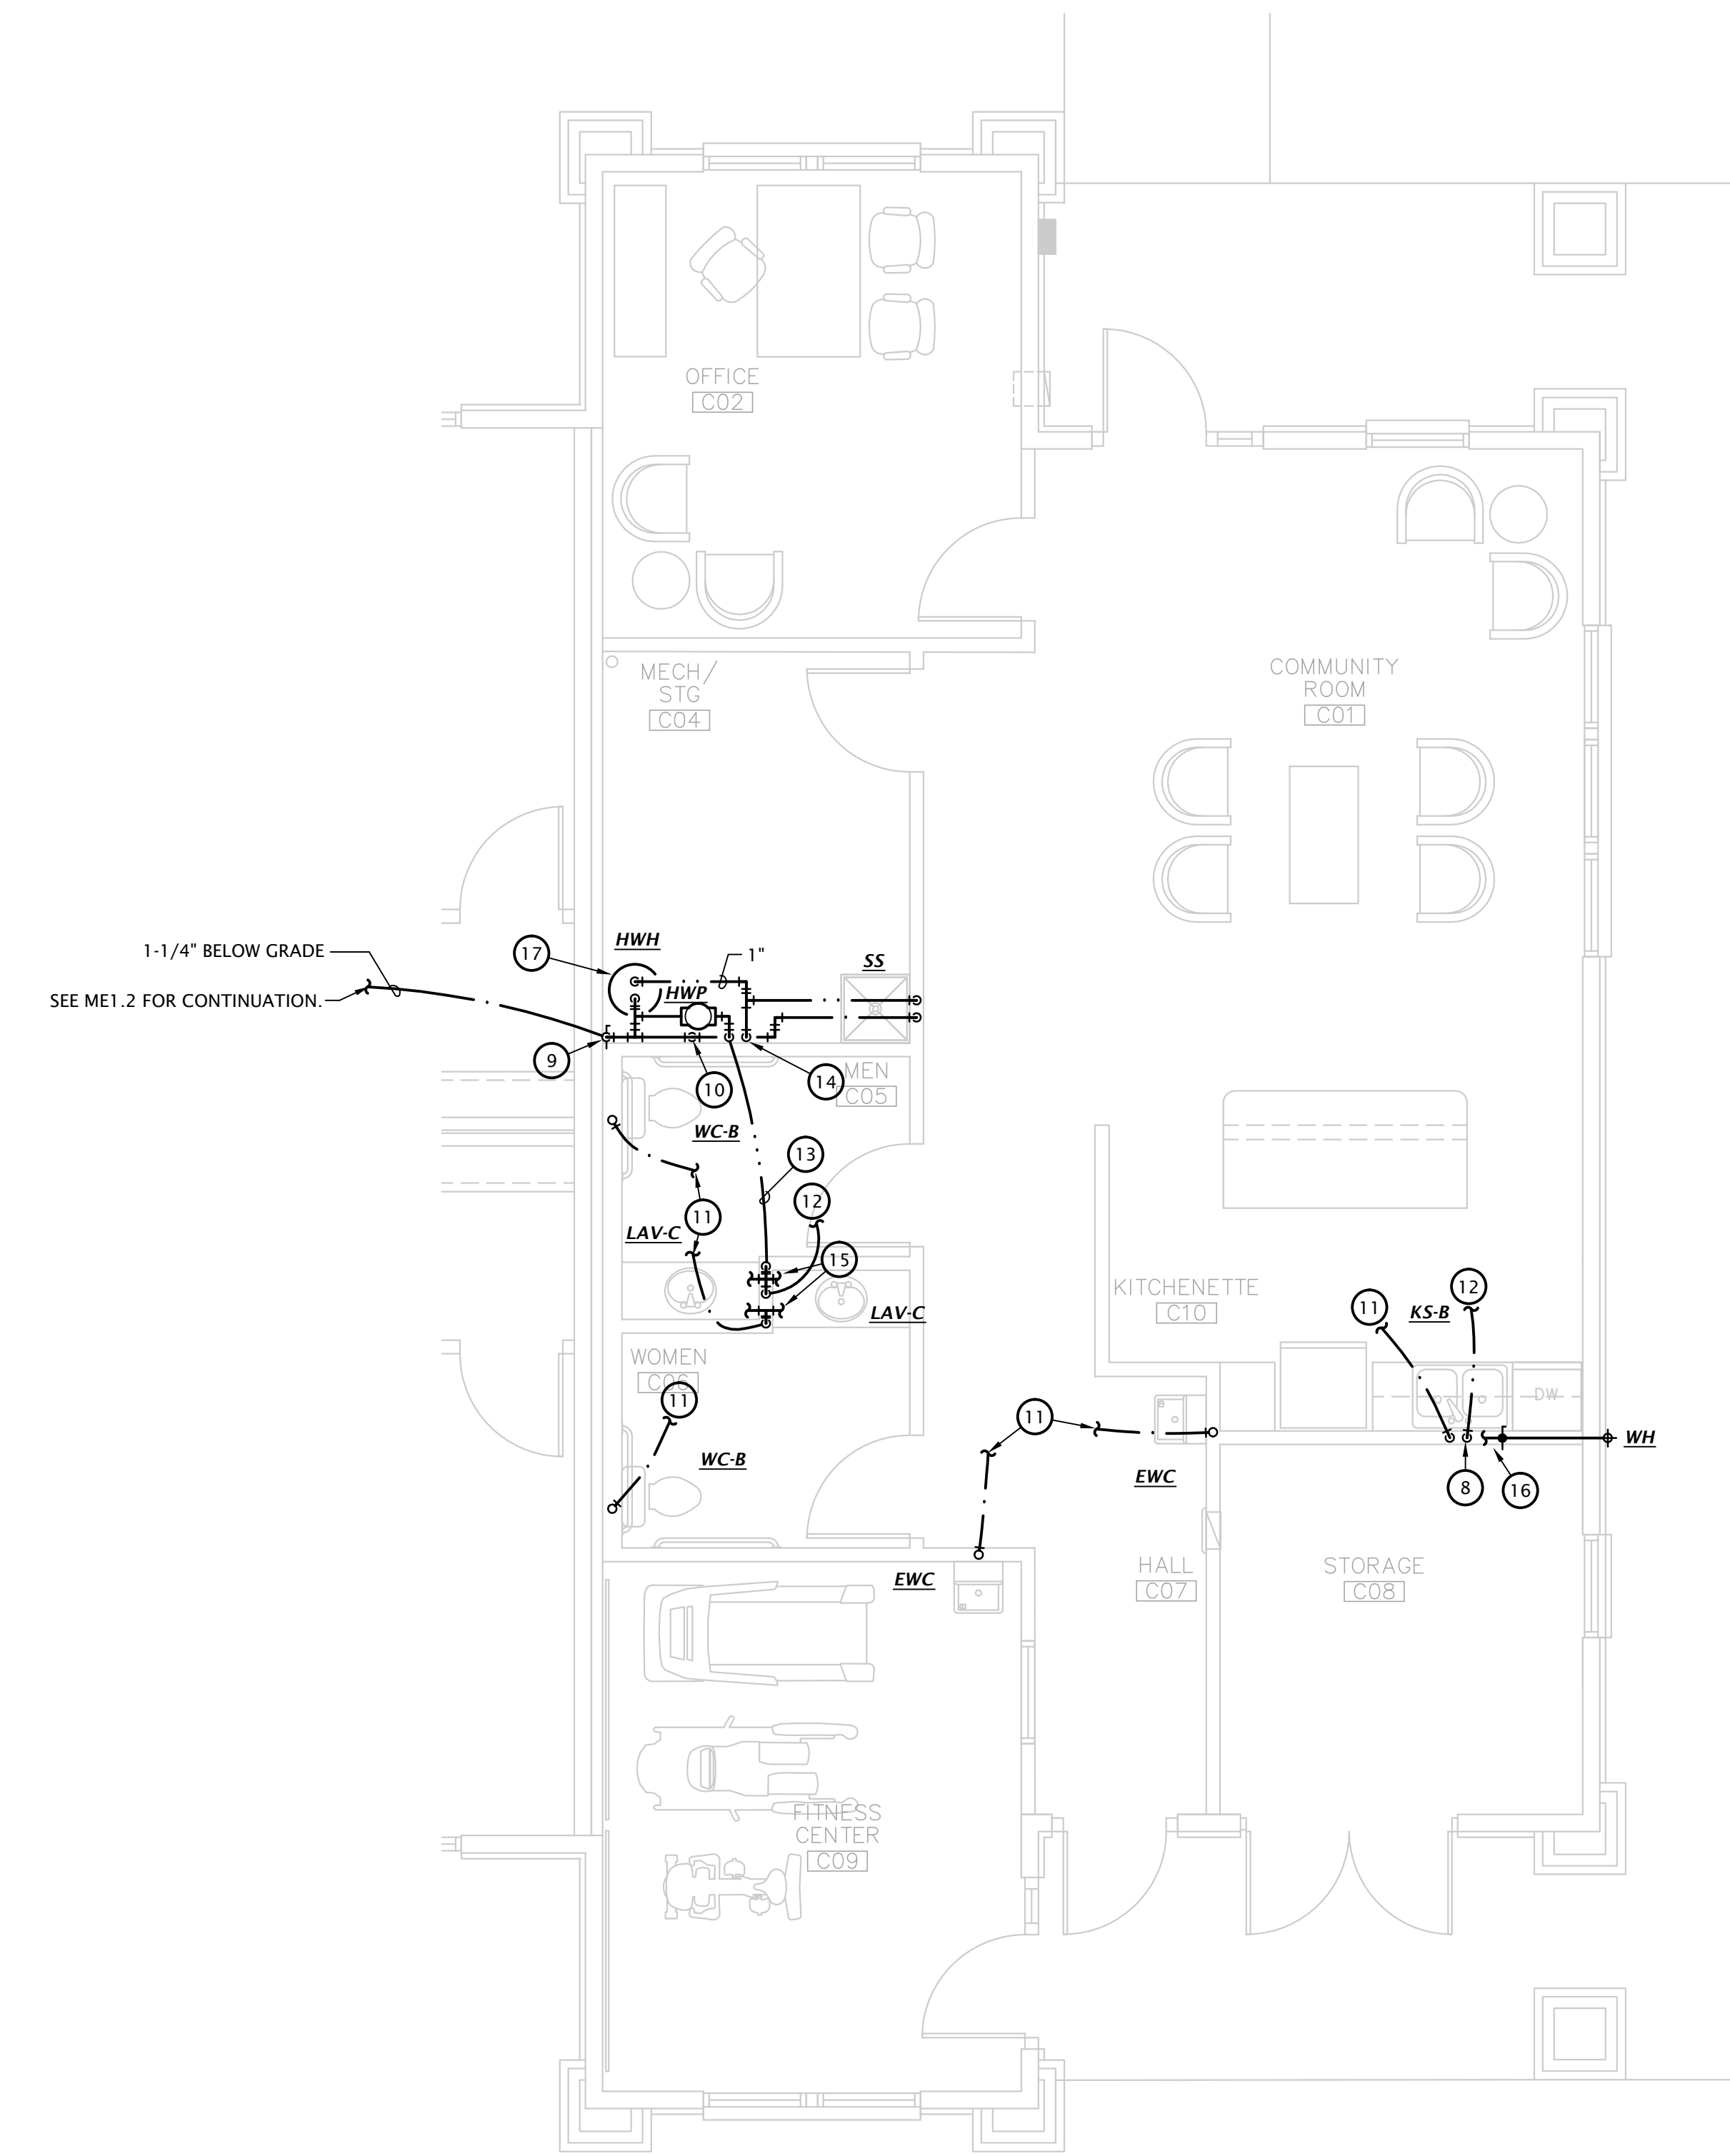 OFFICE
C02
MECH/
STG
C04
COMMUNITY
ROOM
C01
1-1/4" BELOW GRADE
SEE ME1.2 FOR CONTINUATION.
17
HWH
1"
SS
HWP
9
10
14
MEN
C05
WC-B
13
12
11
LAV-C
15
LAV-C
KITCHENETTE
C10
11
KS-B
12
DW
WOMEN
C06
11
WC-B
11
EWC
WH
8
16
EWC
HALL
C07
STORAGE
C08
FITNESS
CENTER
C09